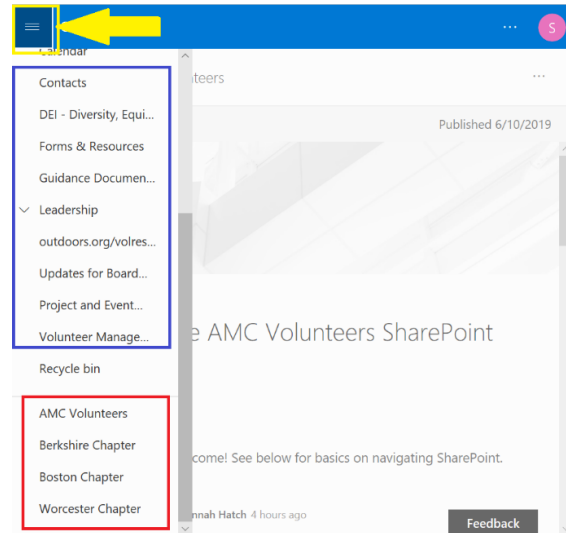 S
Calendar
Contacts
nteers
DEI - Diversity, Equi...
Published 6/10/2019
Forms & Resources
Guidance Documen...
Leadership
outdoors.org/volres...
Updates for Board...
Project and Event...
Volunteer Manage...
e AMC Volunteers SharePoint
Recycle bin
AMC Volunteers
Berkshire Chapter
come! See below for basics on navigating SharePoint.
Boston Chapter
Worcester Chapter
nnah Hatch 4 hours ago
Feedback